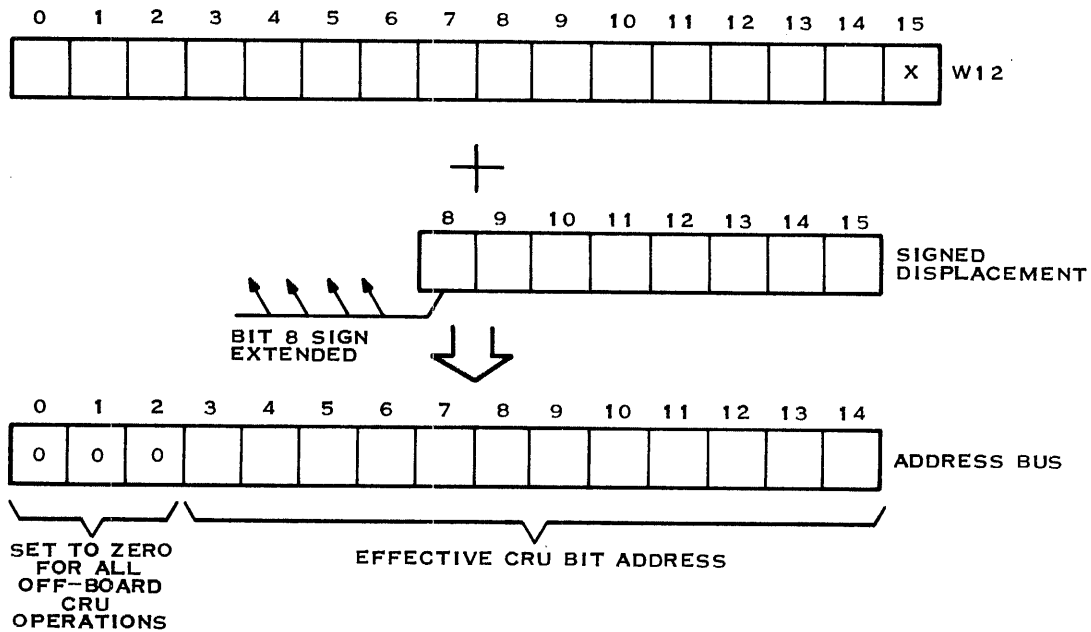 0 1 2 3 4 5 6 7 8 9 10 11 12 13 14 15
X W12
8 9 10 11 12 13 14 15
SIGNED
DISPLACEMENT
BIT 8 SIGN
EXTENDED
0 1 2 3 4 5 6 7 8 9 10 11 12 13 14
0 0 0 ADDRESS BUS
SET TO ZERO
FOR ALL
OFF-BOARD
CRU
OPERATIONS
EFFECTIVE CRU BIT ADDRESS